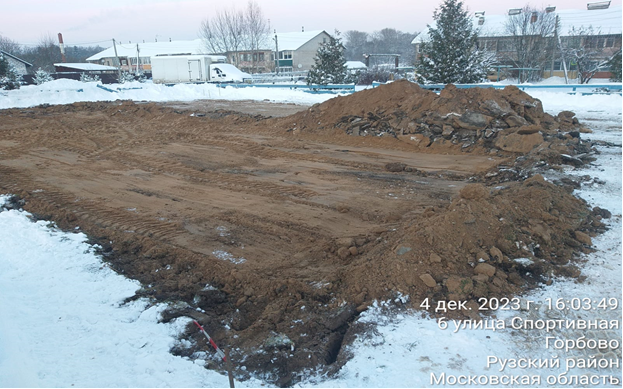 4 дек. 2023 г. 16:03:49
6 улица Спортивная
Горбово
Рузский район
Московская область